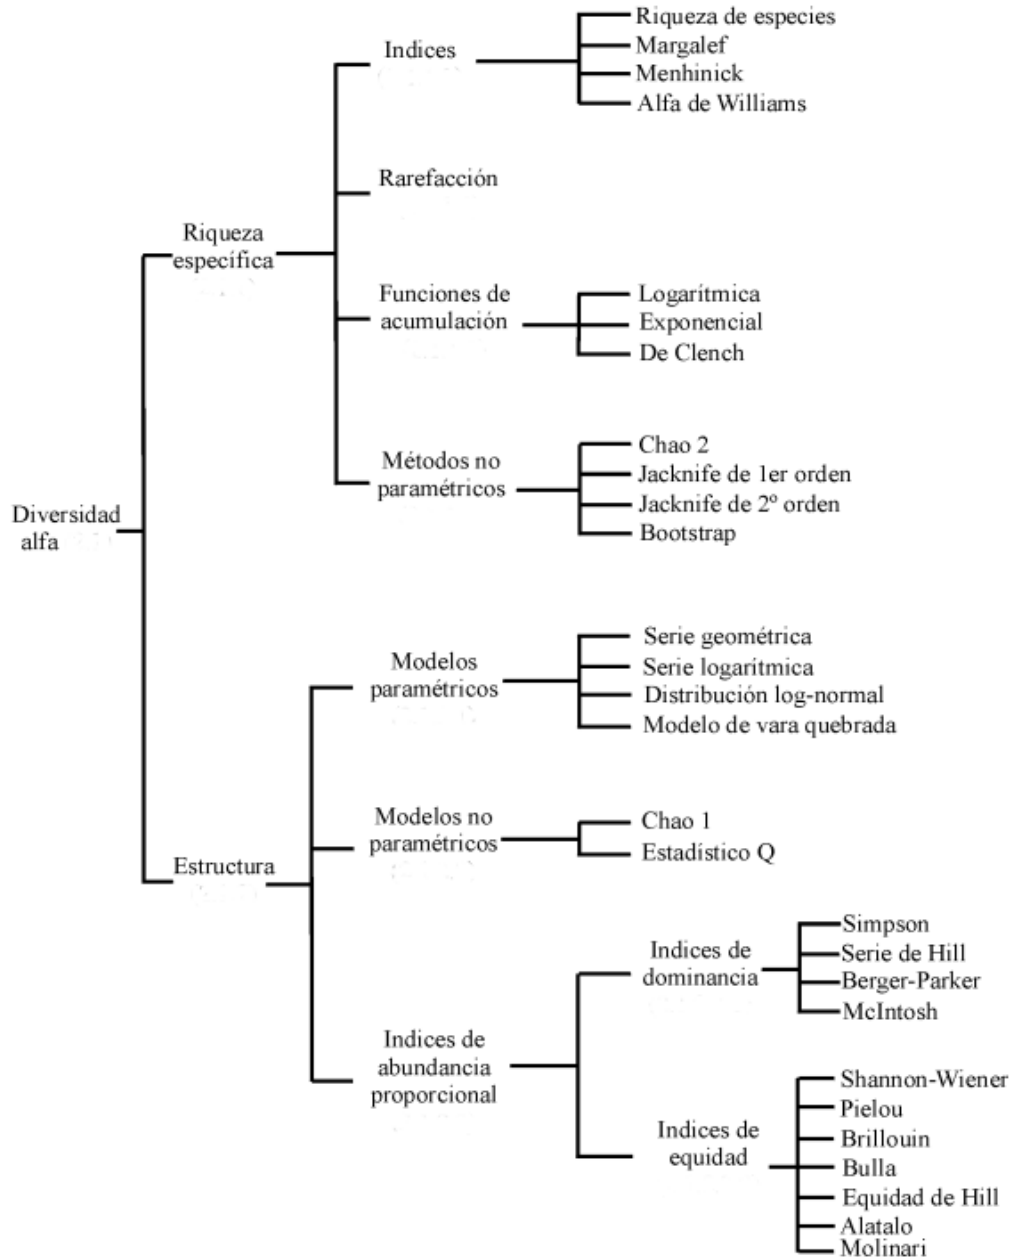 Riqueza de especies
Indices
Margalef
Menhinick
Alfa de Williams
Rarefacción
Riqueza
específica
Funciones de
acumulación
Logarítmica
Exponencial
De Clench
Métodos no
paramétricos
Chao 2
Jacknife de 1er orden
Jacknife de 2º orden
Bootstrap
Diversidad
alfa
Modelos
paramétricos
Serie geométrica
Serie logarítmica
Distribución log-normal
Modelo de vara quebrada
Modelos no
paramétricos
Chao 1
Estadístico Q
Estructura
Indices de
dominancia
Simpson
Serie de Hill
Berger-Parker
McIntosh
Indices de
abundancia
proporcional
Indices de
equidad
Shannon-Wiener
Pielou
Brillouin
Bulla
Equidad de Hill
Alatalo
Molinari